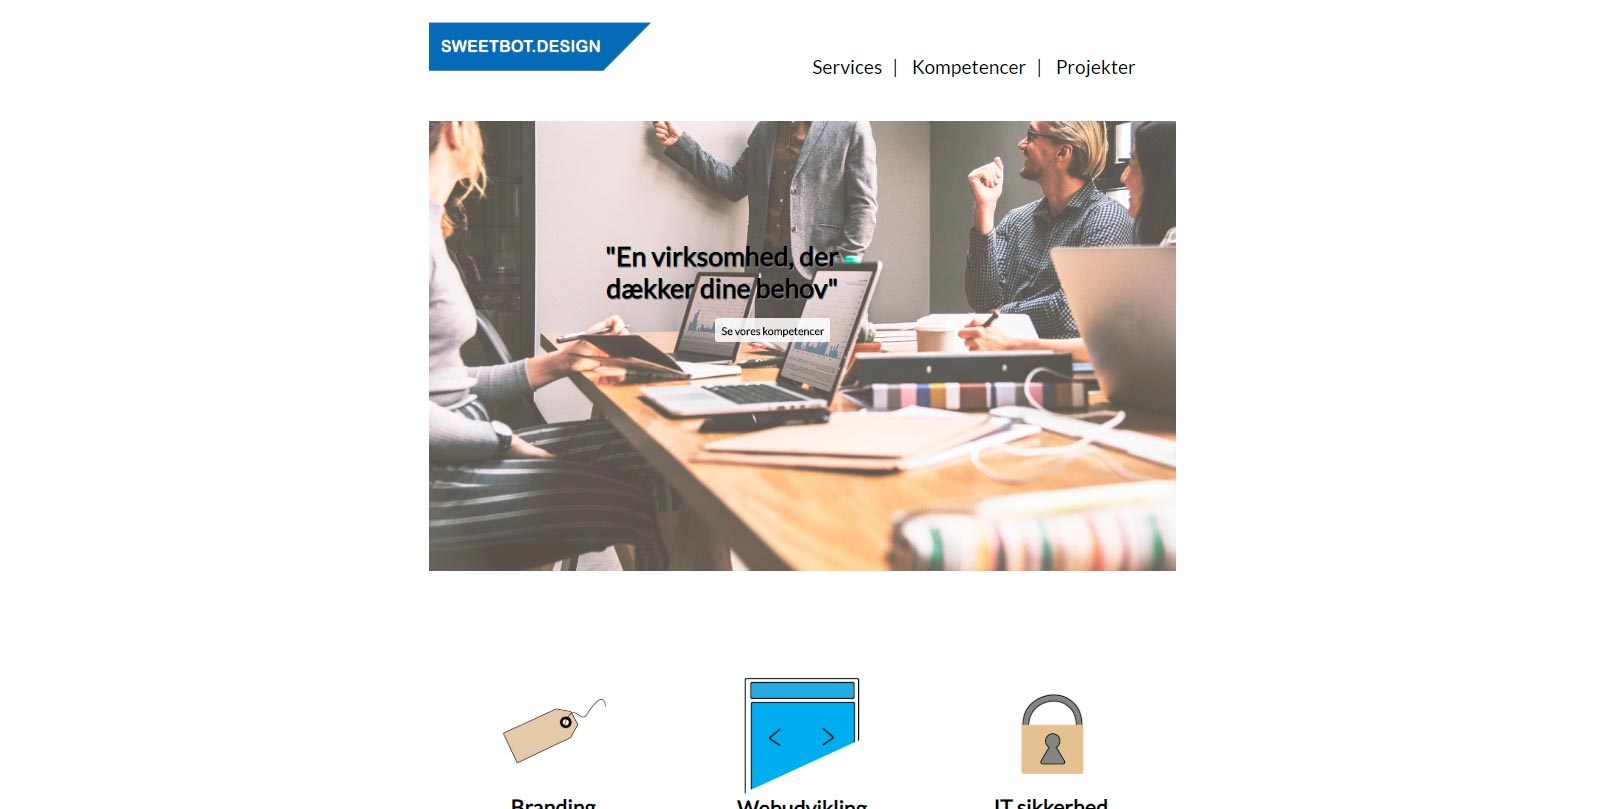 SWEETBOT.DESIGN
Services | Kompetencer | Projekter
"En virksomhed, der
dækker dine behov"
Se vores kompetencer
Branding
Webudvikling
IT sikkerhed